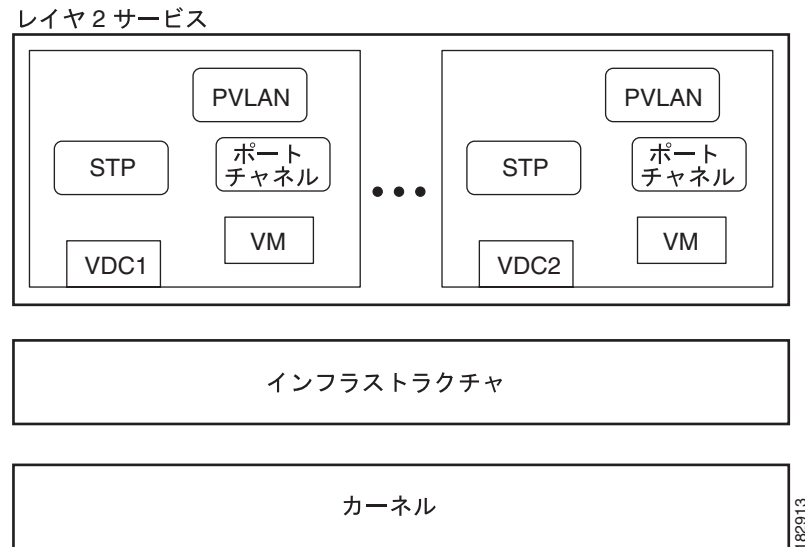 レイヤ 2 サービス
PVLAN
STP
ポート
チャネル
VM
VDC1
•••
PVLAN
STP
ポート
チャネル
VM
VDC2
インフラストラクチャ
カーネル
182913